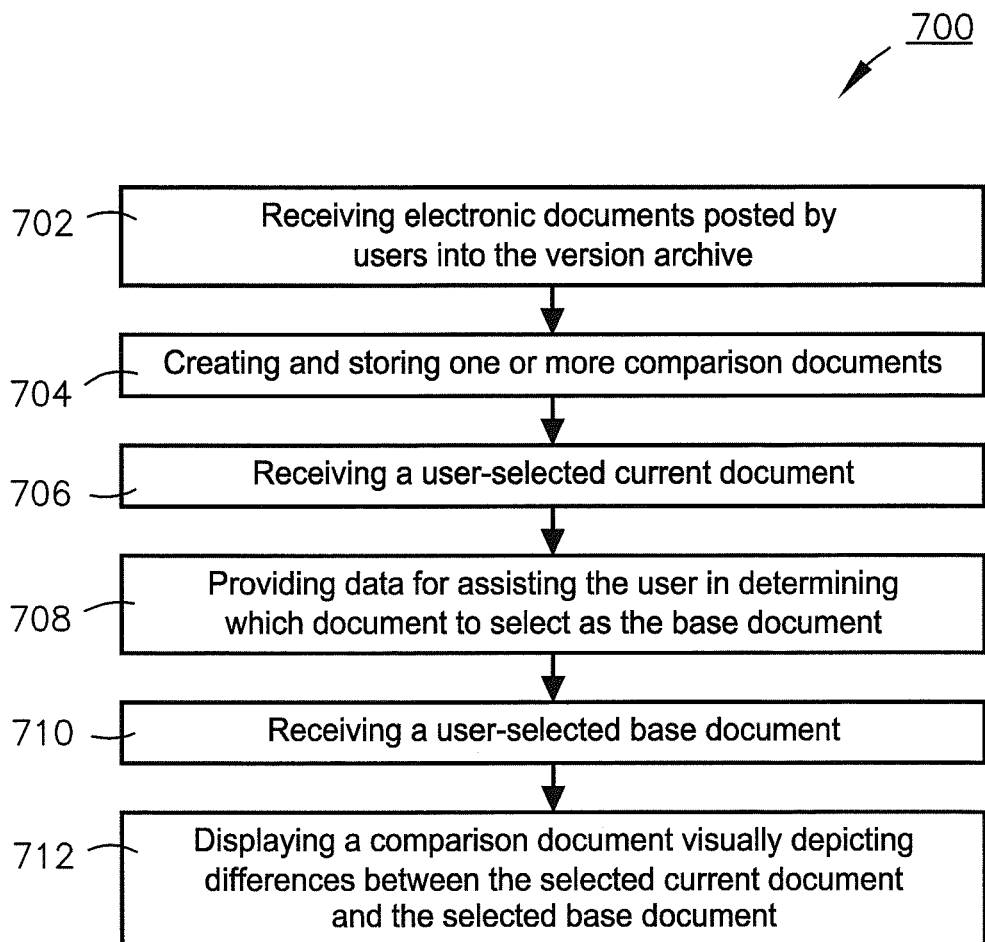 700
702
Receiving electronic documents posted by
users into the version archive
704
Creating and storing one or more comparison documents
706
Receiving a user-selected current document
708
Providing data for assisting the user in determining
which document to select as the base document
710
Receiving a user-selected base document
712
Displaying a comparison document visually depicting
differences between the selected current document
and the selected base document